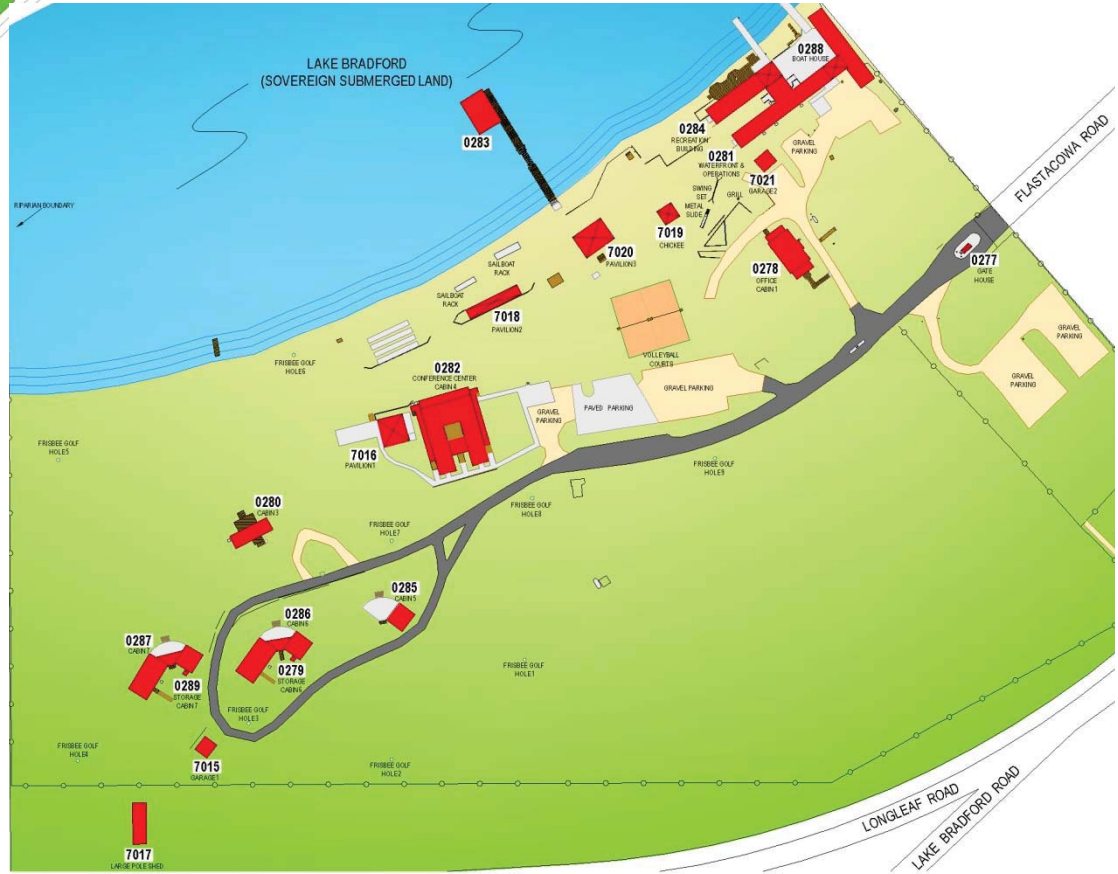 LAKE BRADFORD
(SOVEREIGN SUBMERGED LAND)
0288
BOAT HOUSE
0283
0284
RECREATION
BUILDING
0281
WATERFRONT &
OPERATIONS
GRAVEL
PARKING
FLASTACOWA ROAD
7021
GARAGE2
SWING
SET
METAL
SLIDE
GRILL
RIPARIAN BOUNDARY
7019
CHICKEE
7020
PAVILION3
0278
OFFICE
CABIN1
0277
GATE
HOUSE
SAILBOAT
RACK
SAILBOAT
RACK
7018
PAVILION2
VOLLEYBALL
COURTS
GRAVEL
PARKING
GRAVEL
PARKING
FRISBEE GOLF
HOLE6
0282
CONFERENCE CENTER
CABIN4
GRAVEL PARKING
PAVED PARKING
GRAVEL
PARKING
FRISBEE GOLF
HOLE5
7016
PAVILION1
FRISBEE GOLF
HOLE9
0280
CABIN3
FRISBEE GOLF
HOLE8
FRISBEE GOLF
HOLE7
0285
CABIN5
0286
CABIN6
0287
CABIN7
0279
STORAGE
CABIN6
0289
STORAGE
CABIN7
FRISBEE GOLF
HOLE1
FRISBEE GOLF
HOLE3
FRISBEE GOLF
HOLE4
7015
GARAGE1
FRISBEE GOLF
HOLE2
LONGLEAF ROAD
LAKE BRADFORD ROAD
7017
LARGE POLE SHED